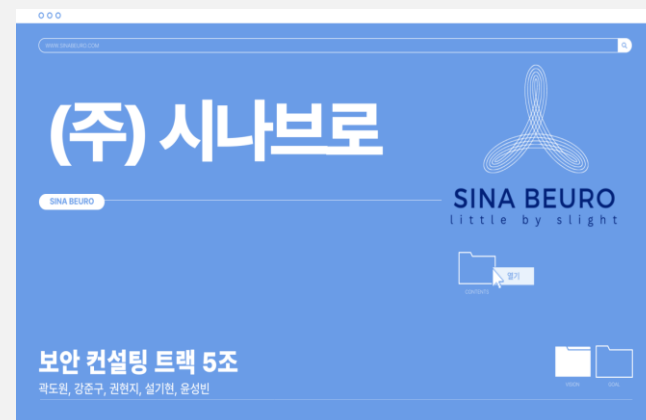 WWW.SINABEURO.COM
(주) 시나브로
SINA BEURO
SINA BEURO
little by slight
열기
CONTENTS
보안 컨설팅 트랙 5조
곽도원, 강준구, 권현지, 설기현, 윤성빈
VISION
GOAL